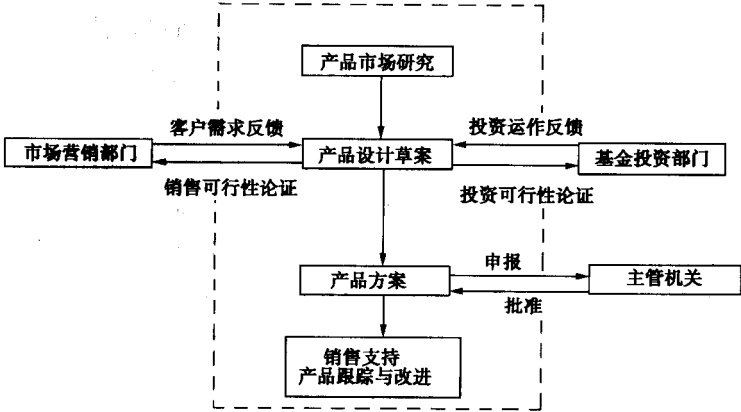 产品市场研究
客户需求反馈
投资运作反馈
市场营销部门
产品设计草案
基金投资部门
销售可行性论证
投资可行性论证
产品方案
申报
主管机关
批准
销售支持
产品跟踪与改进